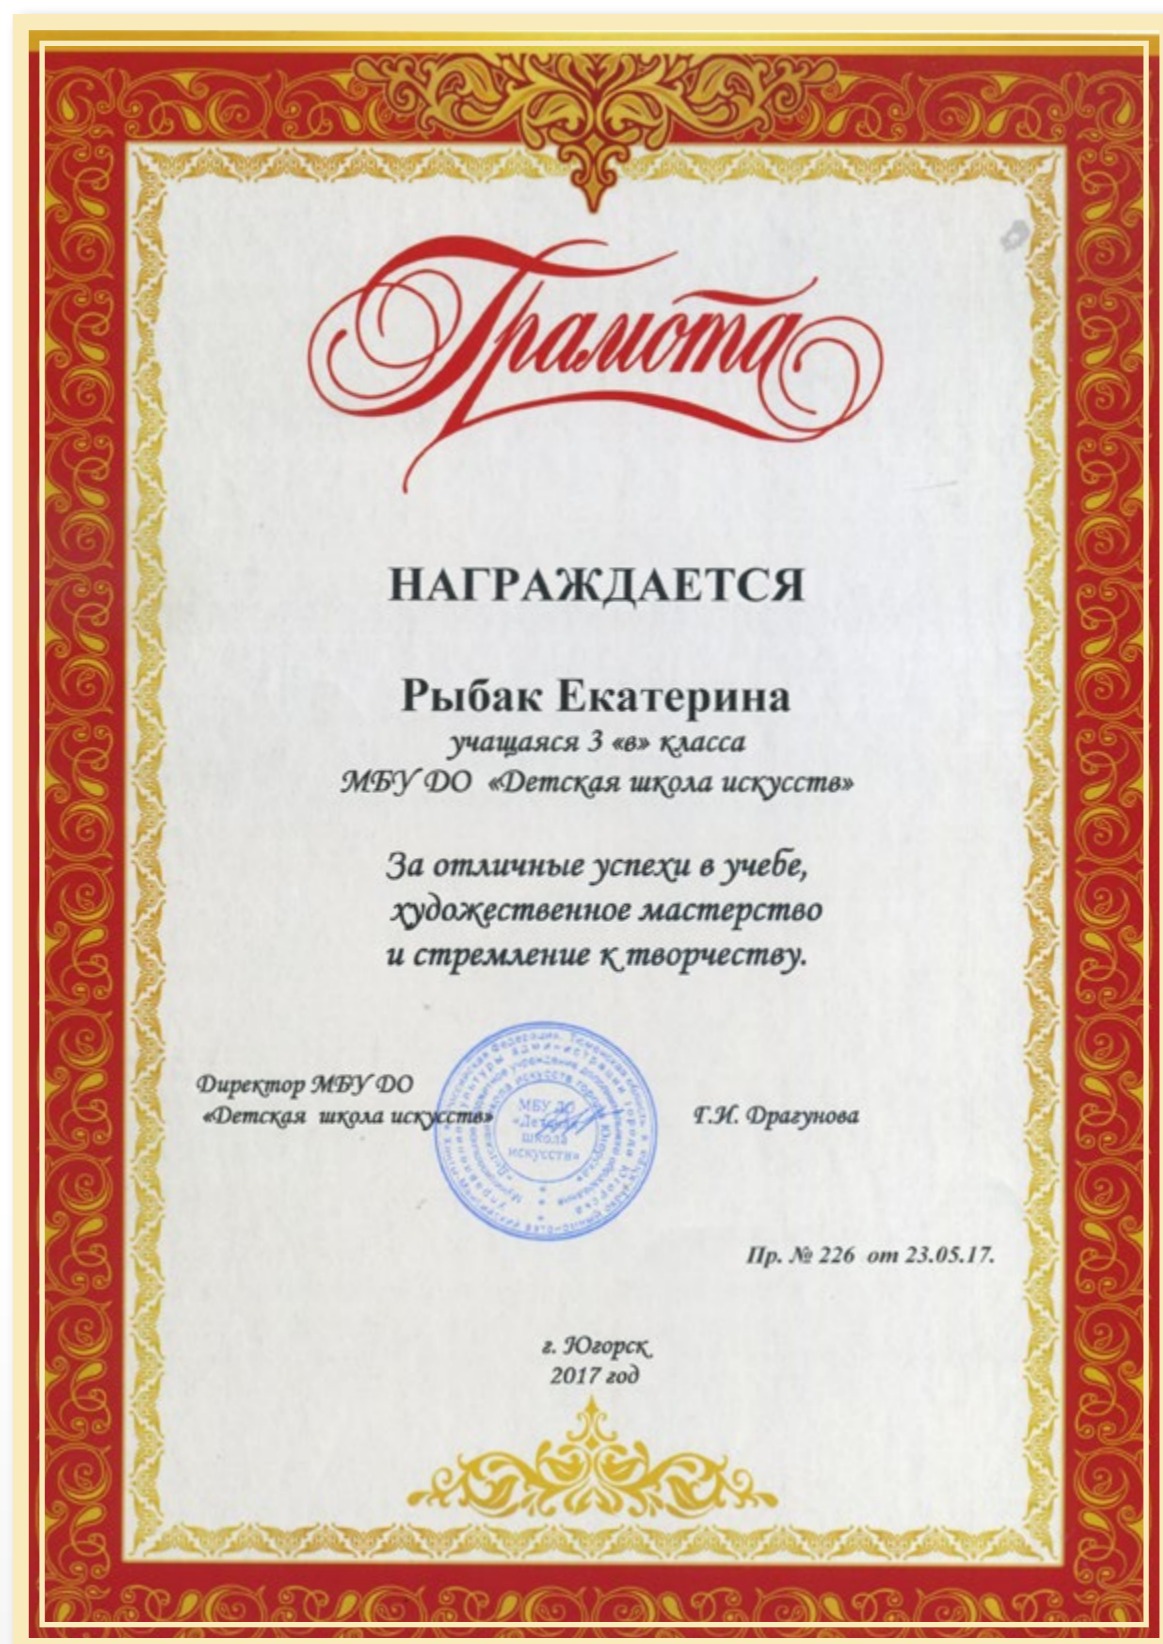 Грамота
НАГРАЖДАЕТСЯ
Рыбак Екатерина
учащаяся 3 «в» класса
МБУ ДО «Детская школа искусств»
За отличные успехи в учебе,
художественное мастерство
и стремление к творчеству.
Директор МБУ ДО
«Детская школа искусств»
Г.И. Драгунова
МБУ ДО
«Детская
школа
искусств»
Пр. № 226 от 23.05.17.
г. Югорск
2017 год